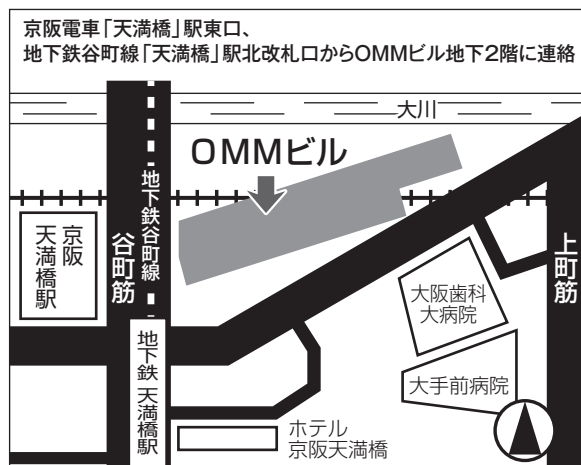 京阪電車「天満橋」駅東口、
地下鉄谷町線「天満橋」駅北改札口からOMMビル地下2階に連絡
大川
OMMビル
地下鉄谷町線
谷町筋
京阪
天満橋駅
上町筋
大阪歯科
大病院
大手前病院
地下鉄 天満橋駅
ホテル
京阪天満橋